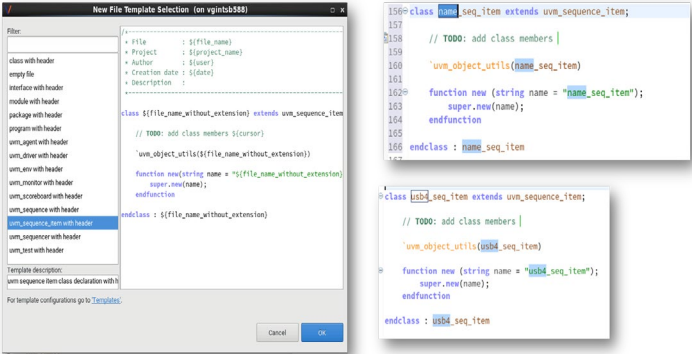 New File Template Selection (on vgintsb588)
Filter:
class with header
empty file
interface with header
module with header
package with header
program with header
uvm_agent with header
uvm_driver with header
uvm_env with header
uvm_monitor with header
uvm_scoreboard with header
uvm_sequence with header
uvm_sequence_item with header
uvm_sequencer with header
uvm_test with header
Template description:
uvm sequence item class declaration with h
For template configurations go to 'Templates'.
/*
* File : ${file_name}
* Project : ${project_name}
* Author : ${user}
* Creation date : ${date}
* Description :
*
class ${file_name_without_extension} extends uvm_sequence_item
// TODO: add class members ${cursor}
`uvm_object_utils(${file_name_without_extension})
function new(string name = "${file_name_without_extension}
super.new(name);
endfunction
endclass : ${file_name_without_extension}
Cancel OK
156 class name_seq_item extends uvm_sequence_item;
157
158 // TODO: add class members
159
160 `uvm_object_utils(name_seq_item)
161
162 function new (string name = "name_seq_item");
163 super.new(name);
164 endfunction
165
166 endclass : name_seq_item
167
class usb4_seq_item extends uvm_sequence_item;
// TODO: add class members
`uvm_object_utils(usb4_seq_item)
function new (string name = "usb4_seq_item");
super.new(name);
endfunction
endclass : usb4_seq_item